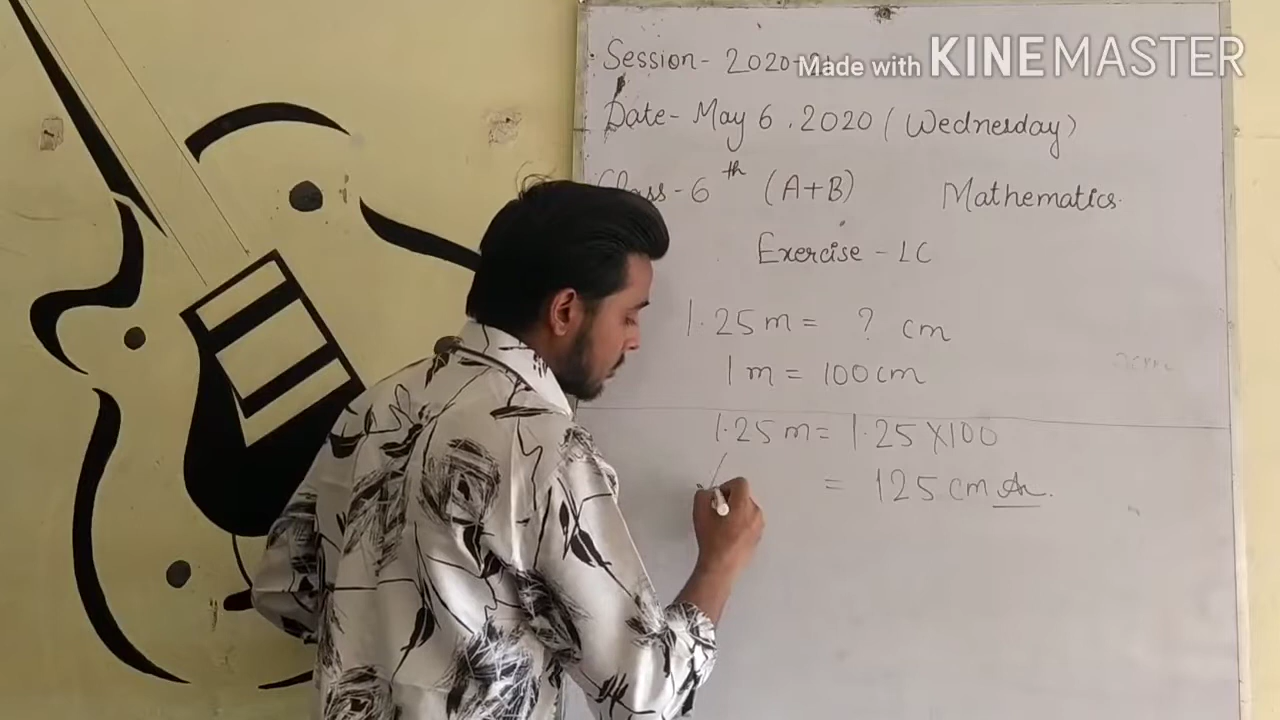 Session - 2020-21
Made with KINEMASTER
Date - May 6, 2020 (Wednesday)
Class - 6th (A+B) Mathematics.
Exercise - 1C
1.25 m = ? cm
1 m = 100 cm
1.25 m = 1.25 X 100
= 125 cm